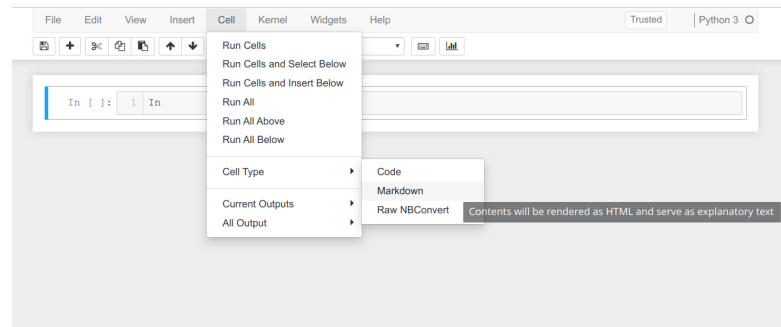 File Edit View Insert Cell Kernel Widgets Help Trusted Python 3
Run Cells
Run Cells and Select Below
Run Cells and Insert Below
Run All
Run All Above
Run All Below
In [ ]: 1 In
Cell Type
Code
Markdown
Raw NBConvert
Contents will be rendered as HTML and serve as explanatory text
Current Outputs
All Output